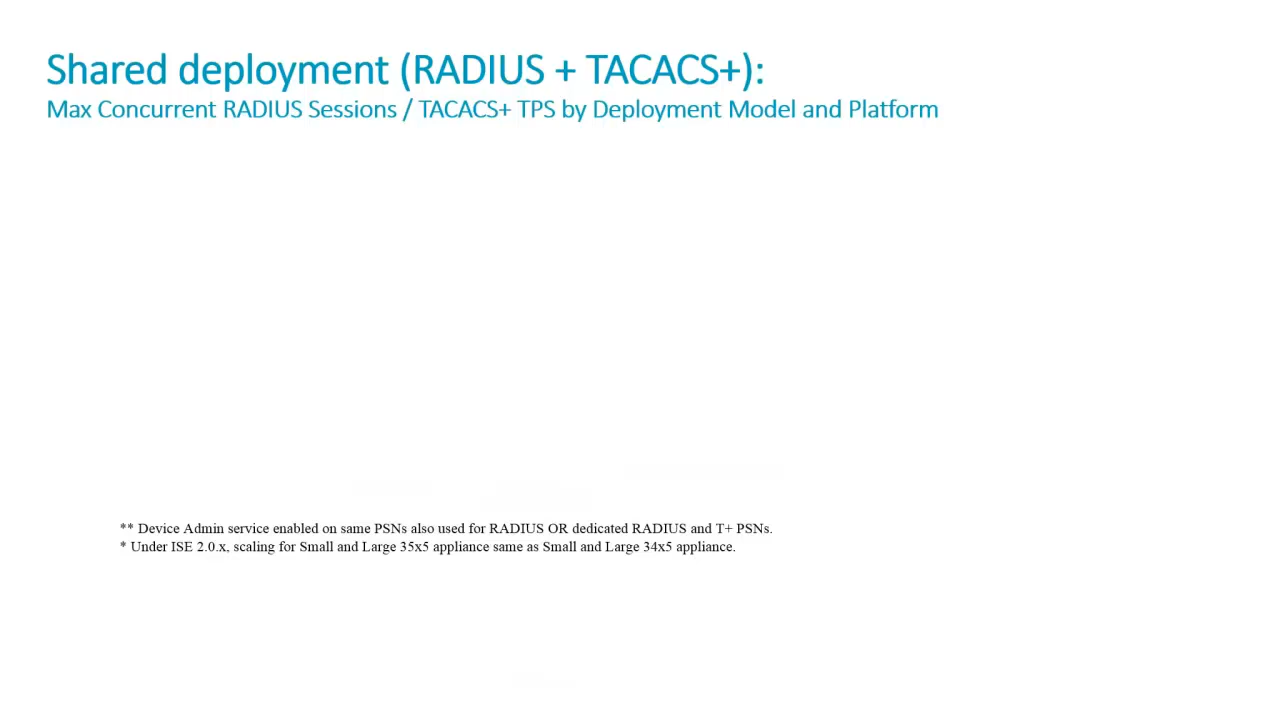 Shared deployment (RADIUS + TACACS+):
Max Concurrent RADIUS Sessions / TACACS+ TPS by Deployment Model and Platform
** Device Admin service enabled on same PSNs also used for RADIUS OR dedicated RADIUS and T+ PSNs.
* Under ISE 2.0.x, scaling for Small and Large 35x5 appliance same as Small and Large 34x5 appliance.